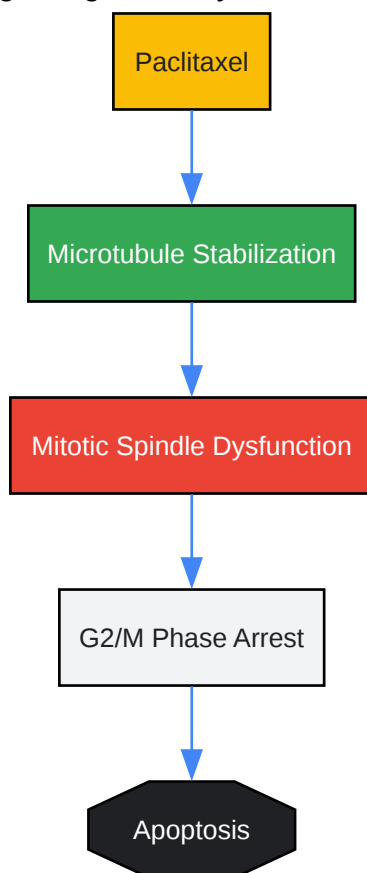 Paclitaxel
Microtubule Stabilization
Mitotic Spindle Dysfunction
G2/M Phase Arrest
Apoptosis